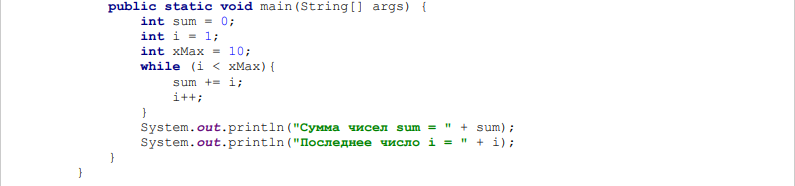 public static void main(String[] args) {
int sum = 0;
int i = 1;
int xMax = 10;
while (i < xMax){
sum += i;
i++;
}
System.out.println("Сумма чисел sum = " + sum);
System.out.println("Последнее число i = " + i);
}
}